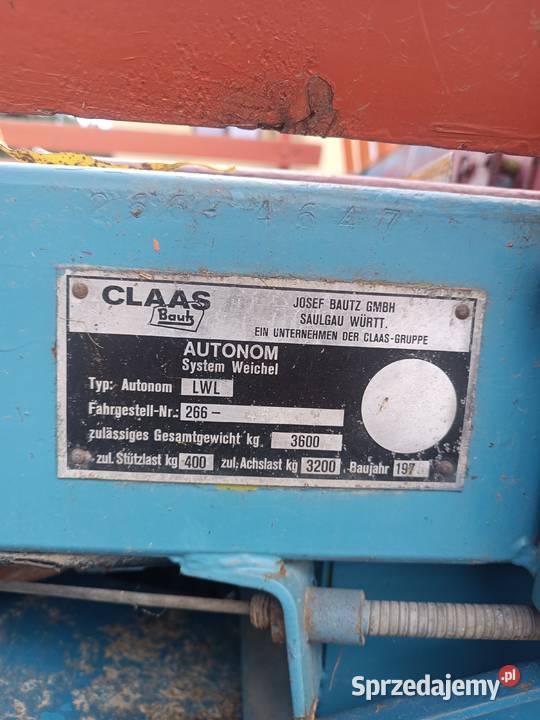 CLAAS
Bautz
JOSEF BAUTZ GMBH
SAULGAU WÜRTT.
EIN UNTERNEHMEN DER CLAAS-GRUPPE
AUTONOM
System Weichel
Typ: Autonom LWL
Fahrgestell-Nr.: 266-
zulässiges Gesamtgewicht kg 3600
zul. Stützlast kg 400 zul. Achslast kg 3200 Baujahr 197
Sprzedajemy.pl